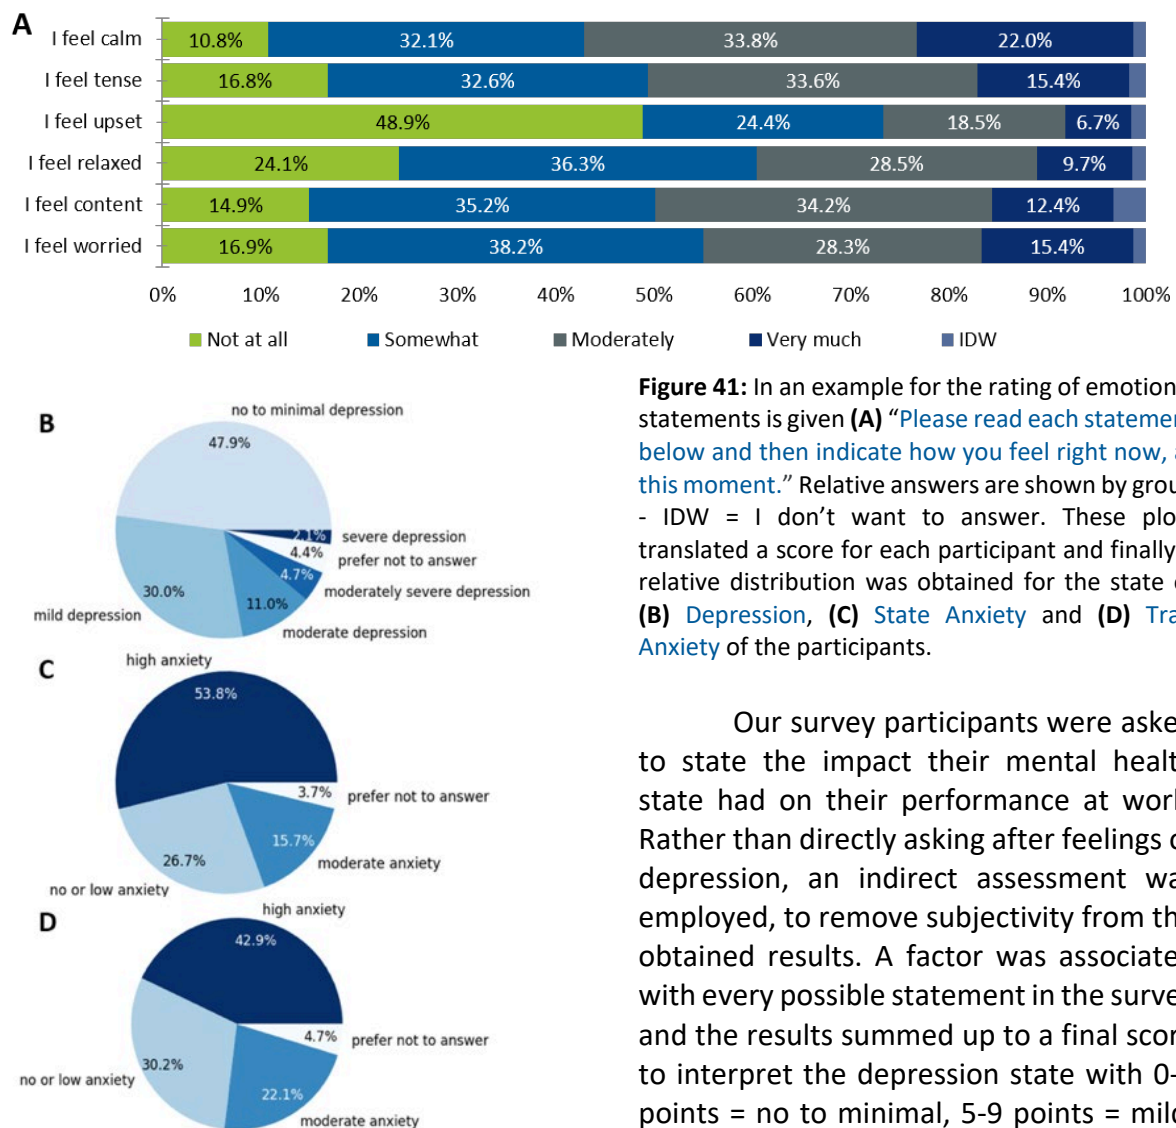 A
I feel calm 10.8% 32.1% 33.8% 22.0%
I feel tense 16.8% 32.6% 33.6% 15.4%
I feel upset 48.9% 24.4% 18.5% 6.7%
I feel relaxed 24.1% 36.3% 28.5% 9.7%
I feel content 14.9% 35.2% 34.2% 12.4%
I feel worried 16.9% 38.2% 28.3% 15.4%
0% 10% 20% 30% 40% 50% 60% 70% 80% 90% 100%
Not at all Somewhat Moderately Very much IDW
B
no to minimal depression
47.9%
2.1% severe depression
4.4% prefer not to answer
4.7% moderately severe depression
30.0% 11.0%
mild depression
moderate depression
C
high anxiety
53.8%
3.7% prefer not to answer
15.7% moderate anxiety
26.7%
no or low anxiety
D
high anxiety
42.9%
4.7% prefer not to answer
30.2%
no or low anxiety
22.1%
moderate anxiety
Figure 41: In an example for the rating of emotion
statements is given (A) “Please read each statemen
below and then indicate how you feel right now, a
this moment.” Relative answers are shown by grou
- IDW = I don’t want to answer. These plo
translated a score for each participant and finally
relative distribution was obtained for the state
(B) Depression, (C) State Anxiety and (D) Tra
Anxiety of the participants.
Our survey participants were aske
to state the impact their mental healt
state had on their performance at work
Rather than directly asking after feelings
depression, an indirect assessment wa
employed, to remove subjectivity from th
obtained results. A factor was associate
with every possible statement in the surve
and the results summed up to a final scor
to interpret the depression state with 0-
points = no to minimal, 5-9 points = mild